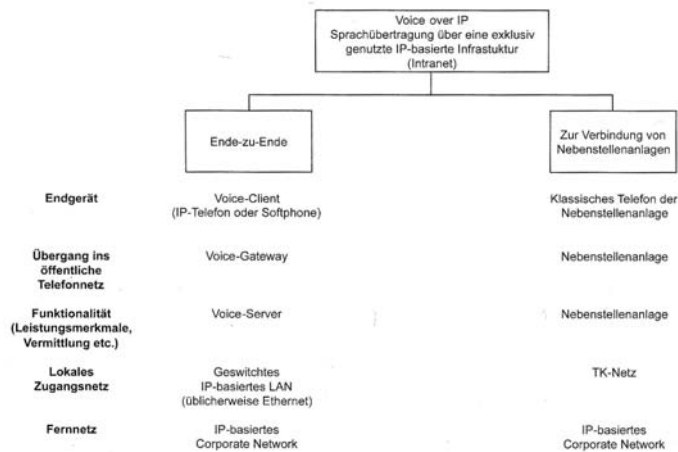 Voice over IP
Sprachübertragung über eine exklusiv
genutzte IP-basierte Infrastuktur
(Intranet)
Ende-zu-Ende
Zur Verbindung von
Nebenstellenanlagen
Endgerät
Voice-Client
(IP-Telefon oder Softphone)
Klassisches Telefon der
Nebenstellenanlage
Übergang ins
öffentliche
Telefonnetz
Voice-Gateway
Nebenstellenanlage
Funktionalität
(Leistungsmerkmale,
Vermittlung etc.)
Voice-Server
Nebenstellenanlage
Lokales
Zugangsnetz
Geswitchtes
IP-basiertes LAN
(üblicherweise Ethernet)
TK-Netz
Fernnetz
IP-basiertes
Corporate Network
IP-basiertes
Corporate Network